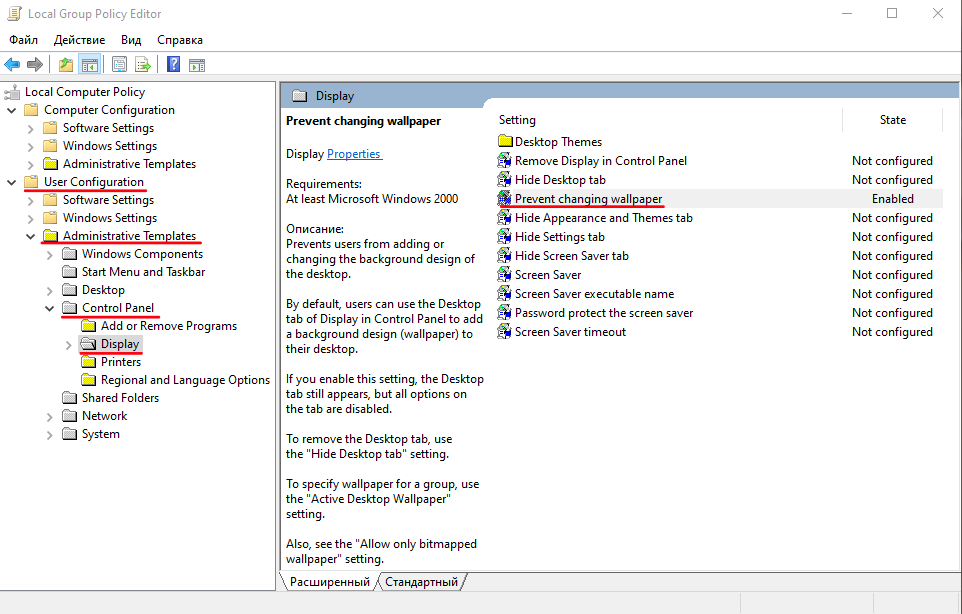 Local Group Policy Editor
Файл Действие Вид Справка
Local Computer Policy
Computer Configuration
Software Settings
Windows Settings
Administrative Templates
User Configuration
Software Settings
Windows Settings
Administrative Templates
Windows Components
Start Menu and Taskbar
Desktop
Control Panel
Add or Remove Programs
Display
Printers
Regional and Language Options
Shared Folders
Network
System
Display
Prevent changing wallpaper
Display Properties
Requirements:
At least Microsoft Windows 2000
Описание:
Prevents users from adding or
changing the background design of
the desktop.
By default, users can use the Desktop
tab of Display in Control Panel to add
a background design (wallpaper) to
their desktop.
If you enable this setting, the Desktop
tab still appears, but all options on
the tab are disabled.
To remove the Desktop tab, use
the "Hide Desktop tab" setting.
To specify wallpaper for a group, use
the "Active Desktop Wallpaper"
setting.
Also, see the "Allow only bitmapped
wallpaper" setting.
Setting State
Desktop Themes
Remove Display in Control Panel Not configured
Hide Desktop tab Not configured
Prevent changing wallpaper Enabled
Hide Appearance and Themes tab Not configured
Hide Settings tab Not configured
Hide Screen Saver tab Not configured
Screen Saver Not configured
Screen Saver executable name Not configured
Password protect the screen saver Not configured
Screen Saver timeout Not configured
Расширенный Стандартный